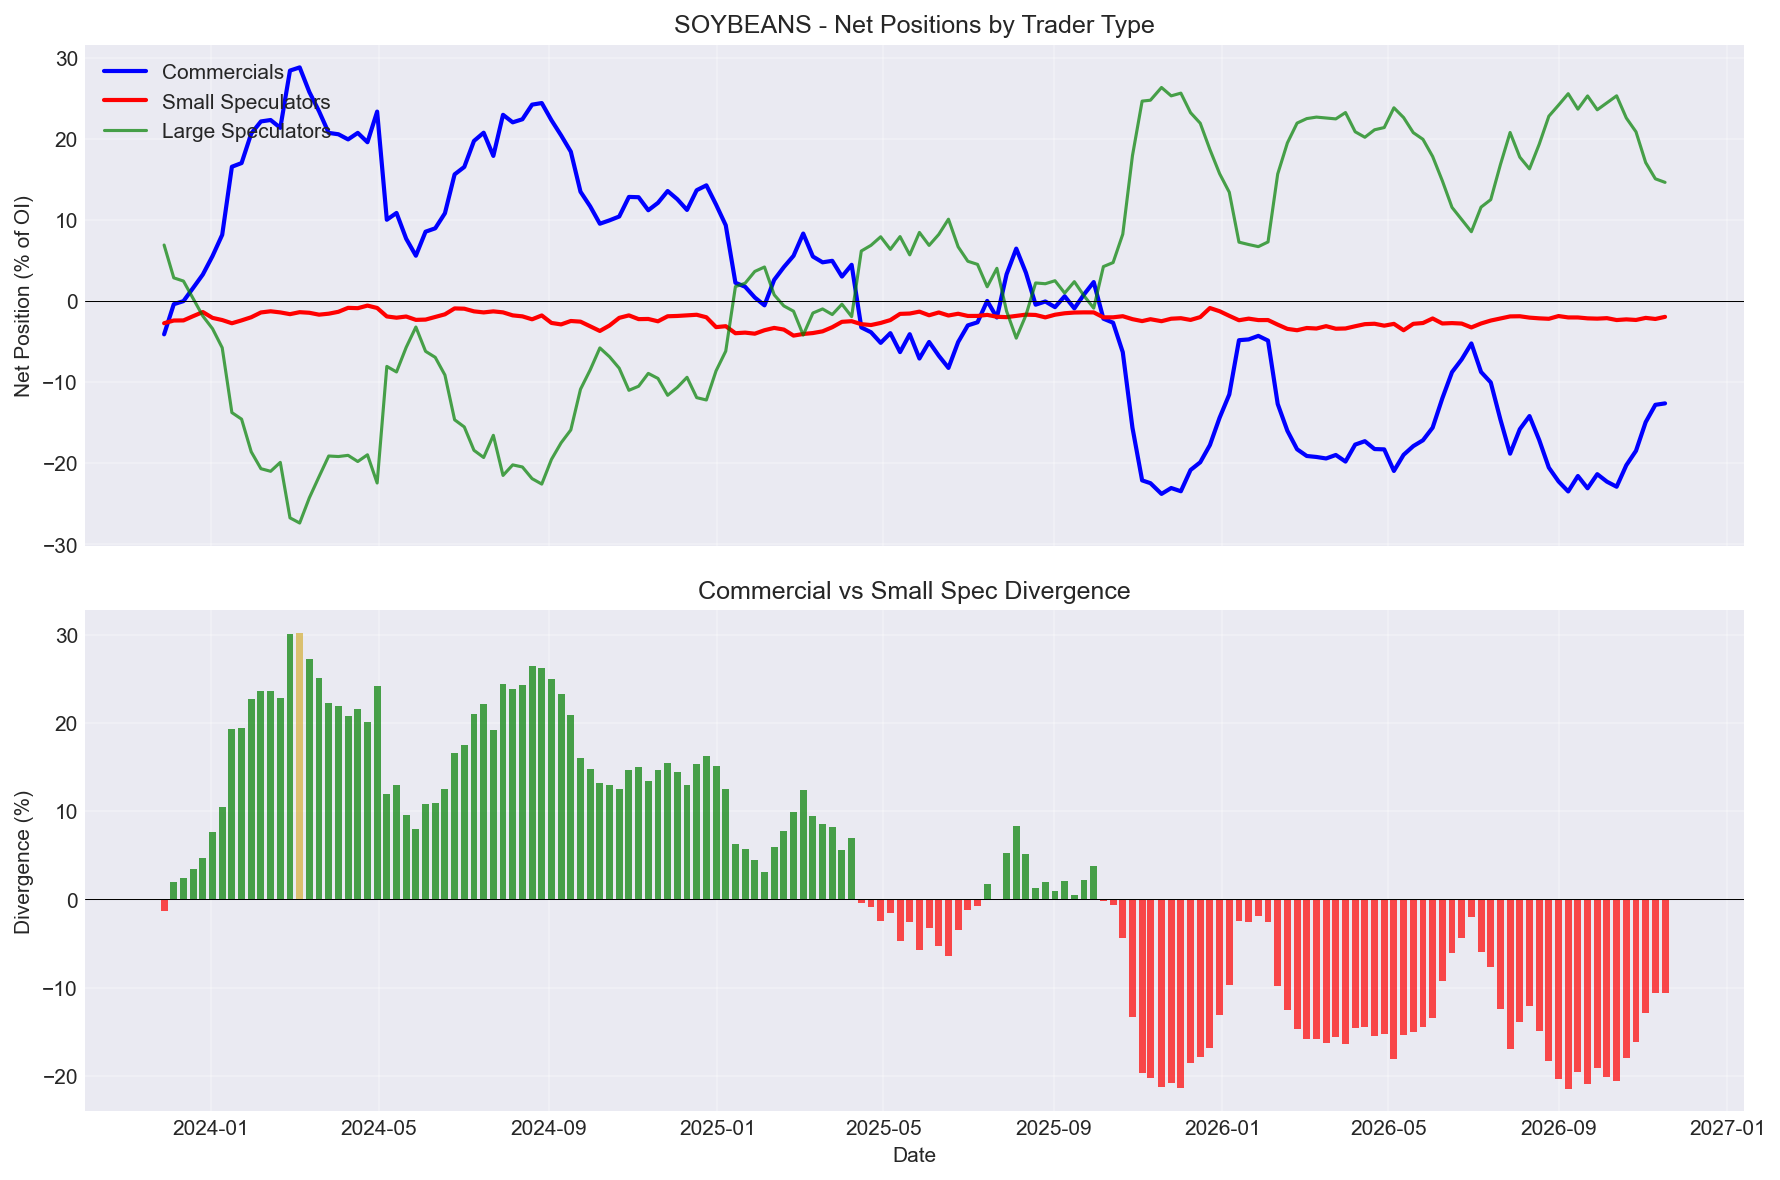 SOYBEANS - Net Positions by Trader Type
Net Position (% of OI)
30
20
10
0
−10
−20
−30
Commercials
Small Speculators
Large Speculators
Commercial vs Small Spec Divergence
Divergence (%)
30
20
10
0
−10
−20
2024-01
2024-05
2024-09
2025-01
2025-05
2025-09
2026-01
2026-05
2026-09
2027-01
Date